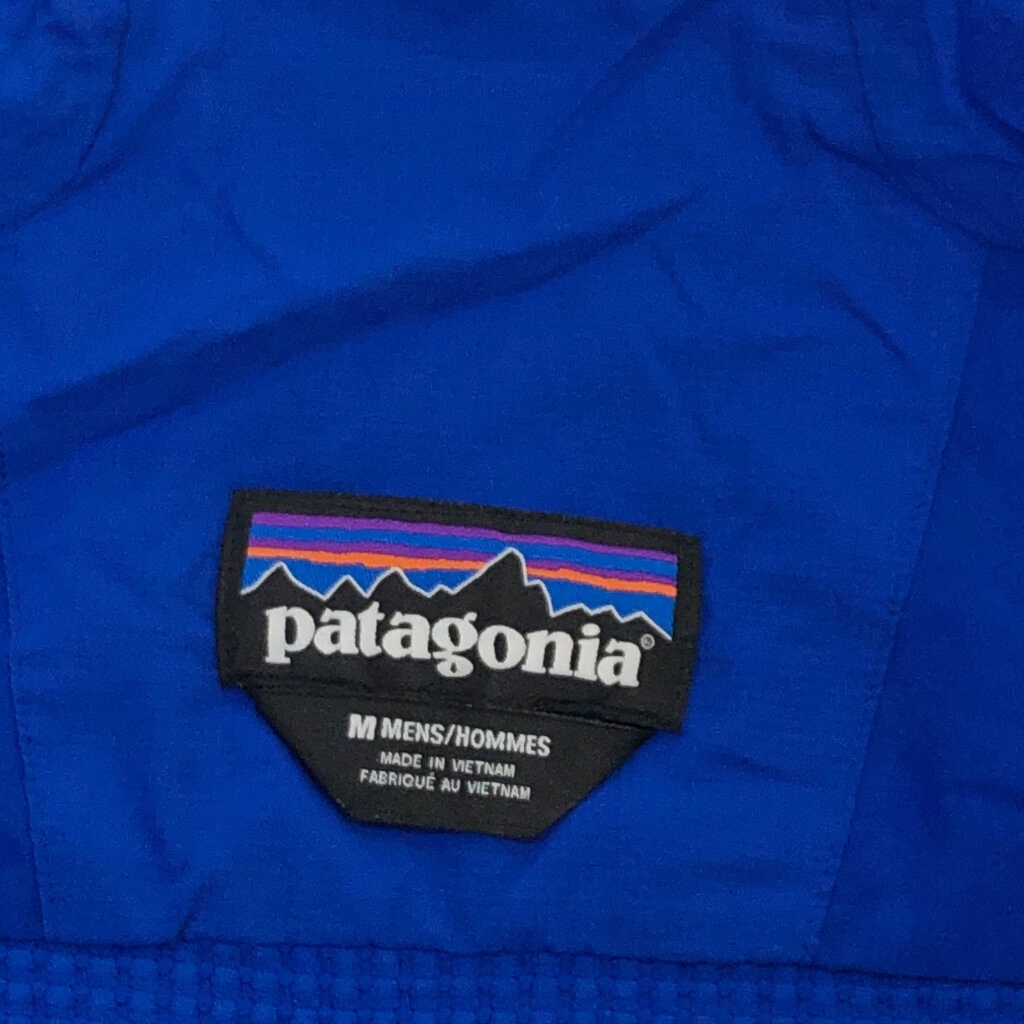 patagonia®
M MENS/HOMMES
MADE IN VIETNAM
FABRIQUÉ AU VIETNAM